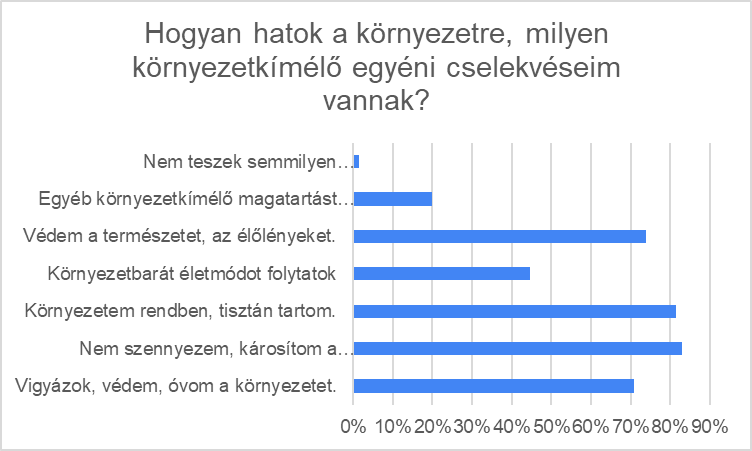 Hogyan hatok a környezetre, milyen
környezetkímélő egyéni cselekvéseim
vannak?
Nem teszek semmilyen…
Egyéb környezetkímélő magatartást…
Védem a természetet, az élőlényeket.
Környezetbarát életmódot folytatok
Környezetem rendben, tisztán tartom.
Nem szennyezem, károsítom a…
Vigyázok, védem, óvom a környezetet.
0% 10% 20% 30% 40% 50% 60% 70% 80% 90%